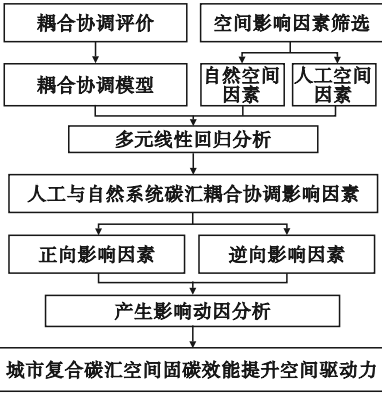 耦合协调评价
空间影响因素筛选
耦合协调模型
自然空间
因素
人工空间
因素
多元线性回归分析
人工与自然系统碳汇耦合协调影响因素
正向影响因素
逆向影响因素
产生影响动因分析
城市复合碳汇空间固碳效能提升空间驱动力